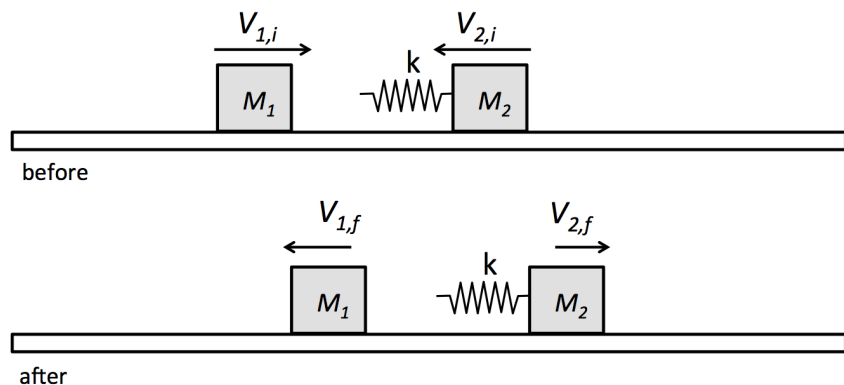 V1,i V2,i
k
M1 M2
before
V1,f V2,f
k
M1 M2
after